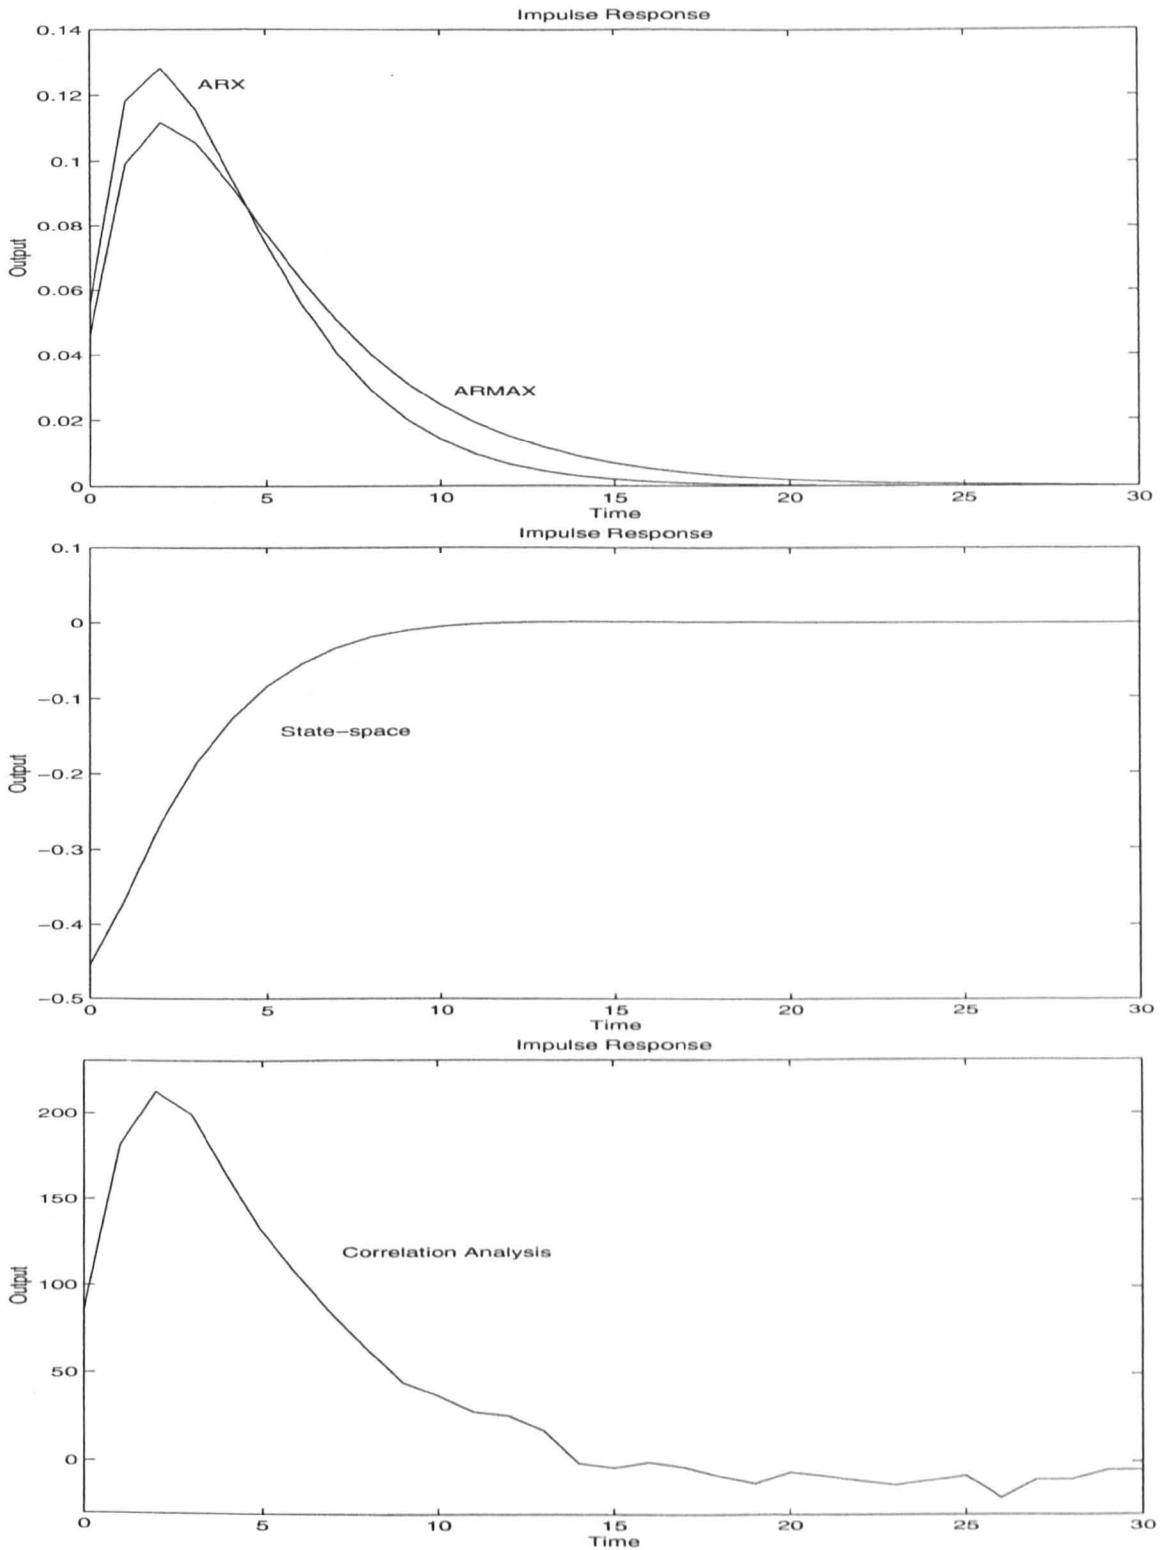 Impulse Response
0.14
0.12
0.1
0.08
0.06
0.04
0.02
0
Output
ARX
ARMAX
0 5 10 15 20 25 30
Time
Impulse Response
0.1
0
−0.1
−0.2
−0.3
−0.4
−0.5
Output
State−space
0 5 10 15 20 25 30
Time
Impulse Response
200
150
100
50
0
Output
Correlation Analysis
0 5 10 15 20 25 30
Time